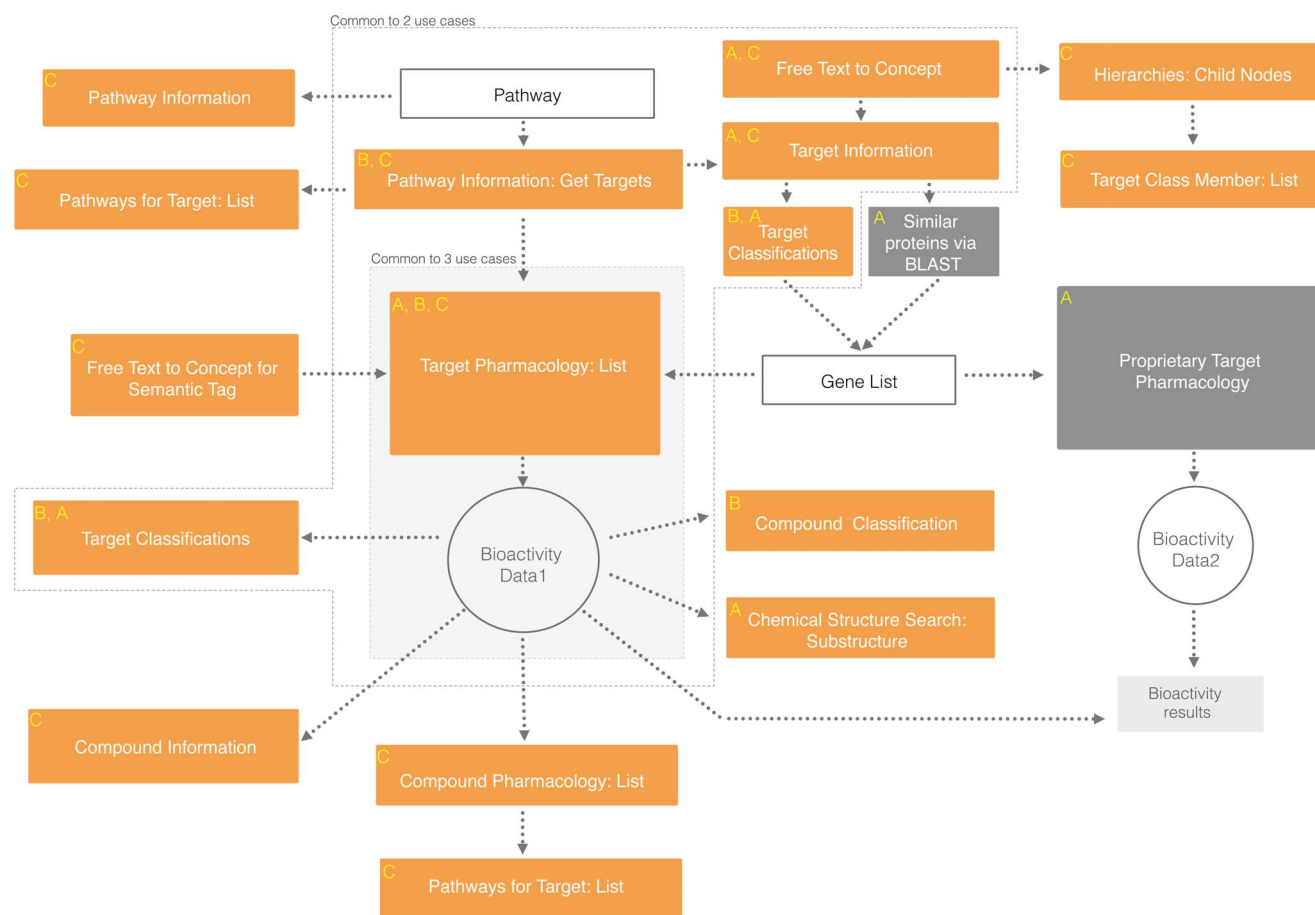 Common to 2 use cases
A, C
Free Text to Concept
C
Hierarchies: Child Nodes
C
Pathway Information
Pathway
A, C
Target Information
B, C
Pathway Information: Get Targets
C
Target Class Member: List
C
Pathways for Target: List
B, A
Target
Classifications
A
Similar
proteins via
BLAST
Common to 3 use cases
A, B, C
Target Pharmacology: List
A
Proprietary Target
Pharmacology
C
Free Text to Concept for
Semantic Tag
Gene List
B, A
Target Classifications
Bioactivity
Data1
B
Compound Classification
Bioactivity
Data2
A
Chemical Structure Search:
Substructure
Bioactivity
results
C
Compound Information
C
Compound Pharmacology: List
C
Pathways for Target: List